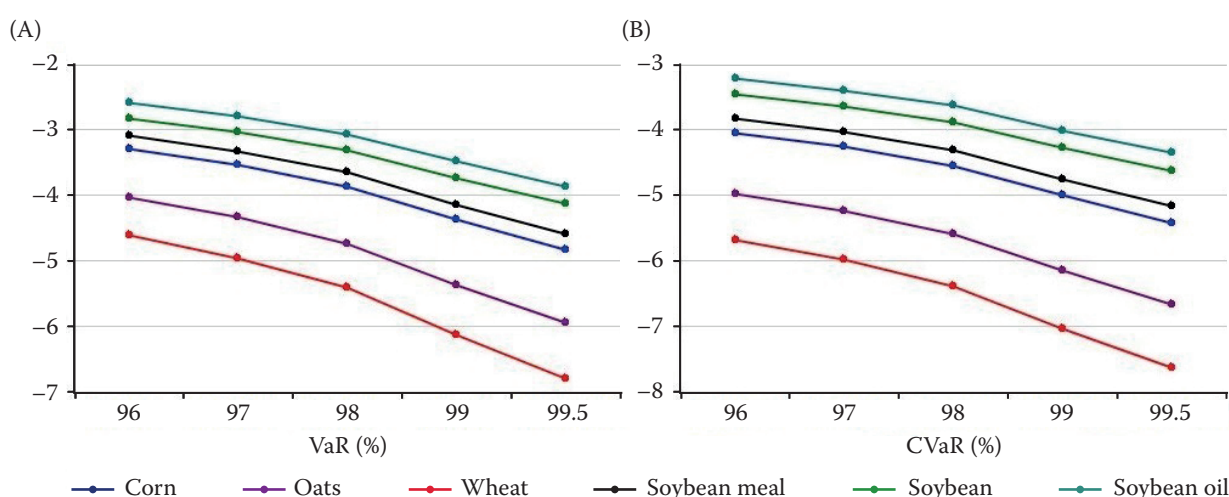 (A)
−2
−3
−4
−5
−6
−7
96 97 98 99 99.5
VaR (%)
(B)
−3
−4
−5
−6
−7
−8
96 97 98 99 99.5
CVaR (%)
Corn Oats Wheat Soybean meal Soybean Soybean oil